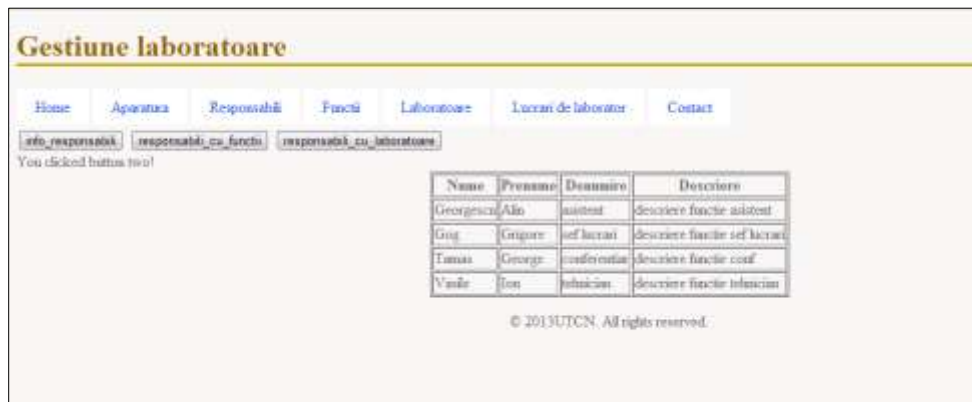 Gestiune laboratoare
Home Aparatura Responsabili Functii Laboratoare Lucrari de laborator Contact
info_responsabili responsabili_cu_functii responsabili_cu_laboratoare
You clicked button two!
Nume Prenume Denumire Descriere
Georgescu Alin asistent descriere functie asistent
Gog Grigore sef lucrari descriere functie sef lucrari
Tamas George conferentiar descriere functie conf
Vasile Ion tehnician descriere functie tehnician
© 2013UTCN. All rights reserved.